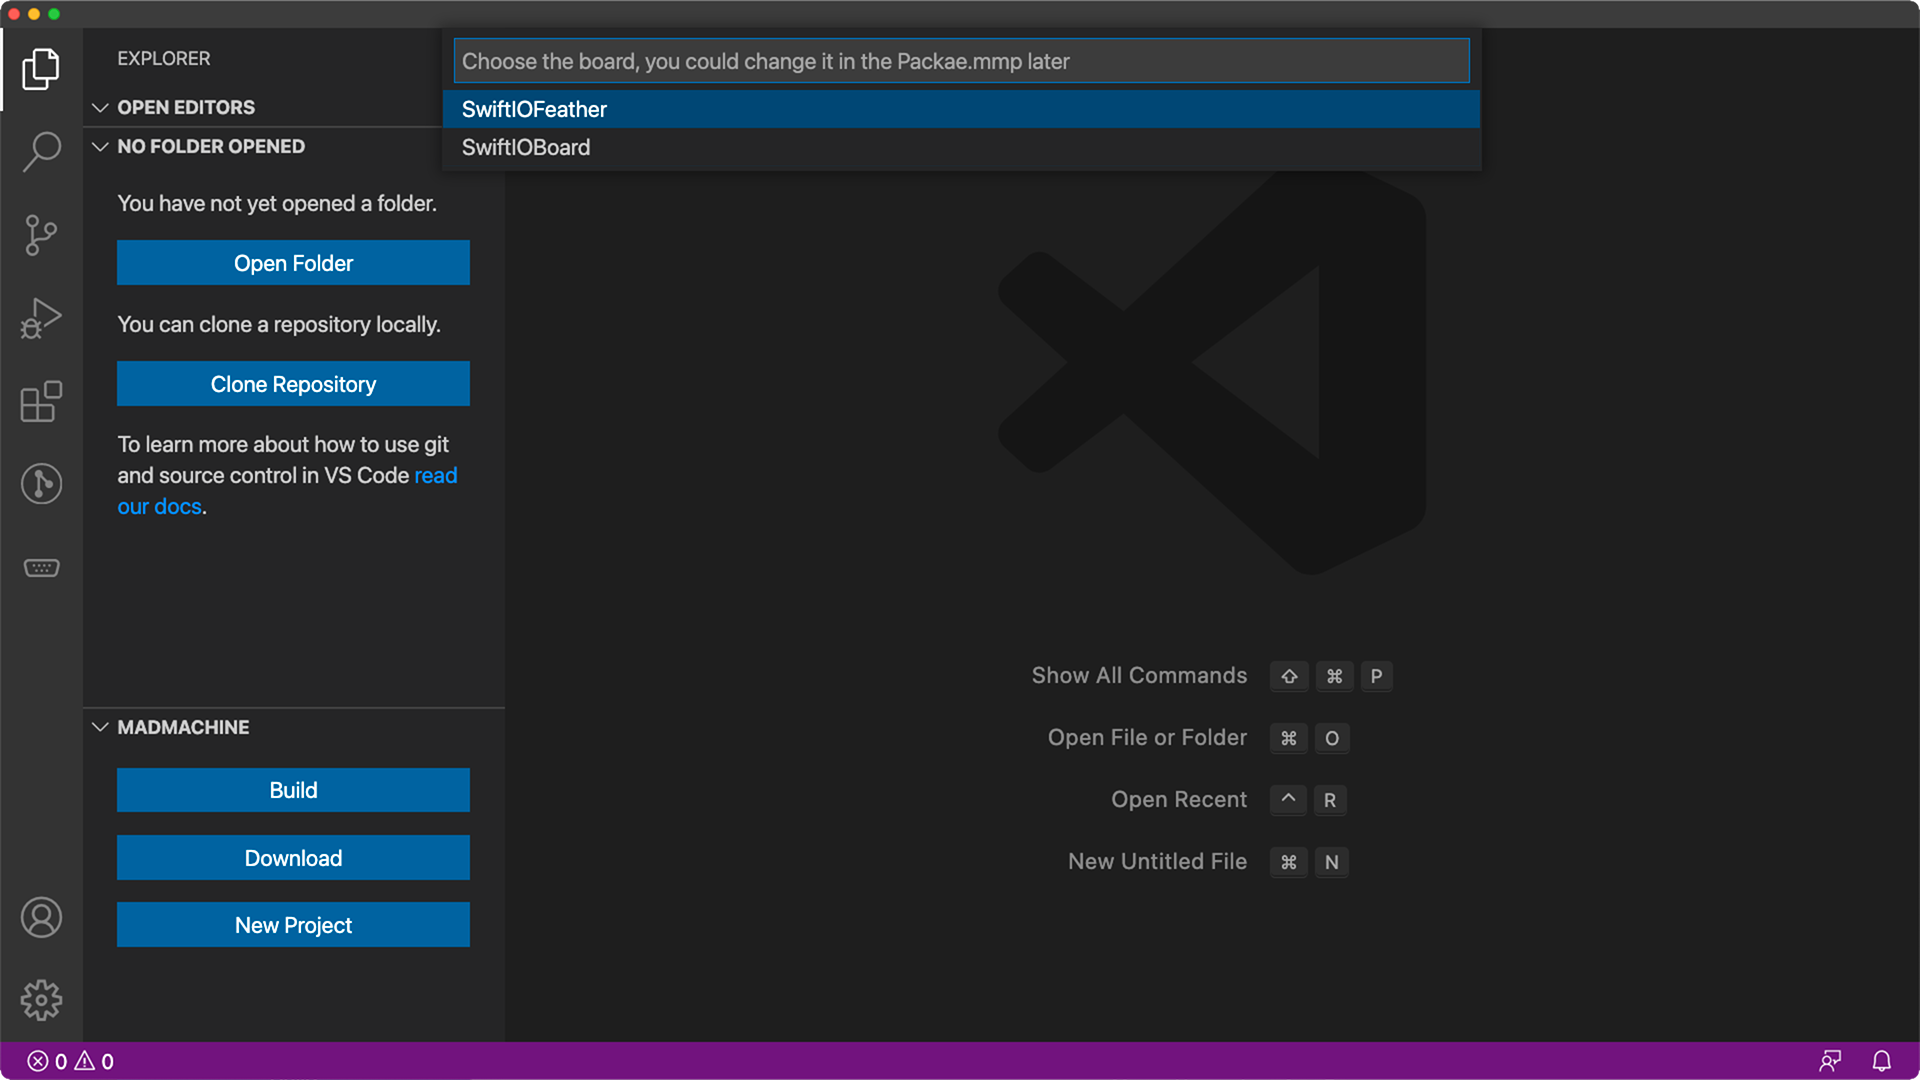 EXPLORER
Choose the board, you could change it in the Packae.mmp later
SwiftIOFeather
SwiftIOBoard
OPEN EDITORS
NO FOLDER OPENED
You have not yet opened a folder.
Open Folder
You can clone a repository locally.
Clone Repository
To learn more about how to use git
and source control in VS Code read
our docs.
MADMACHINE
Build
Download
New Project
Show All Commands ⇧ ⌘ P
Open File or Folder ⌘ O
Open Recent ^ R
New Untitled File ⌘ N
0 0